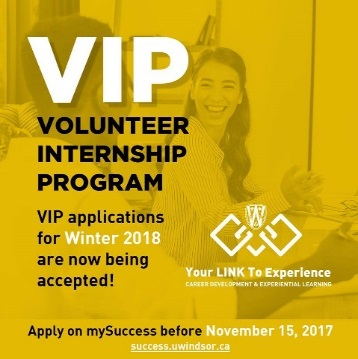 VIP
VOLUNTEER
INTERNSHIP
PROGRAM
VIP applications
for Winter 2018
are now being
accepted!
Your LINK To Experience
CAREER DEVELOPMENT & EXPERIENTIAL LEARNING
Apply on mySuccess before November 15, 2017
success.uwindsor.ca